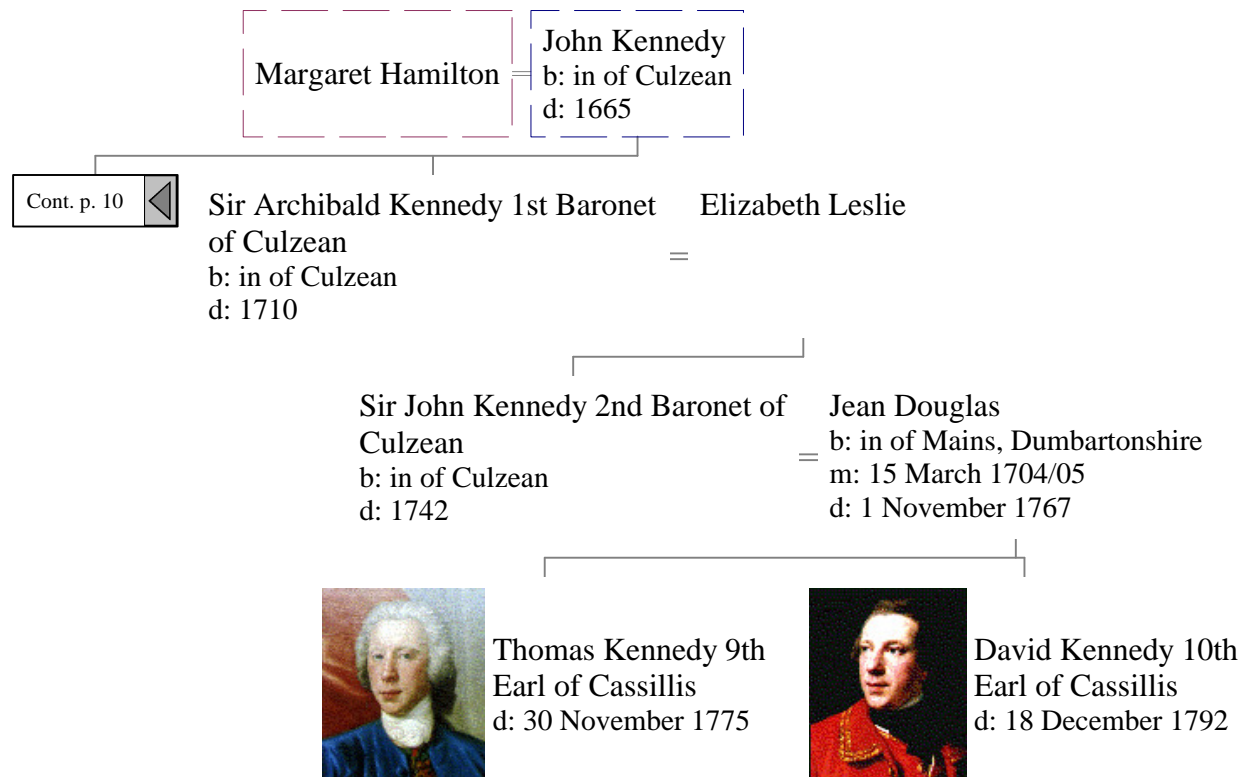 Margaret Hamilton
John Kennedy
b: in of Culzean
d: 1665
Cont. p. 10
Sir Archibald Kennedy 1st Baronet
of Culzean
b: in of Culzean
d: 1710
Elizabeth Leslie
Sir John Kennedy 2nd Baronet of
Culzean
b: in of Culzean
d: 1742
Jean Douglas
b: in of Mains, Dumbartonshire
m: 15 March 1704/05
d: 1 November 1767
Thomas Kennedy 9th
Earl of Cassillis
d: 30 November 1775
David Kennedy 10th
Earl of Cassillis
d: 18 December 1792